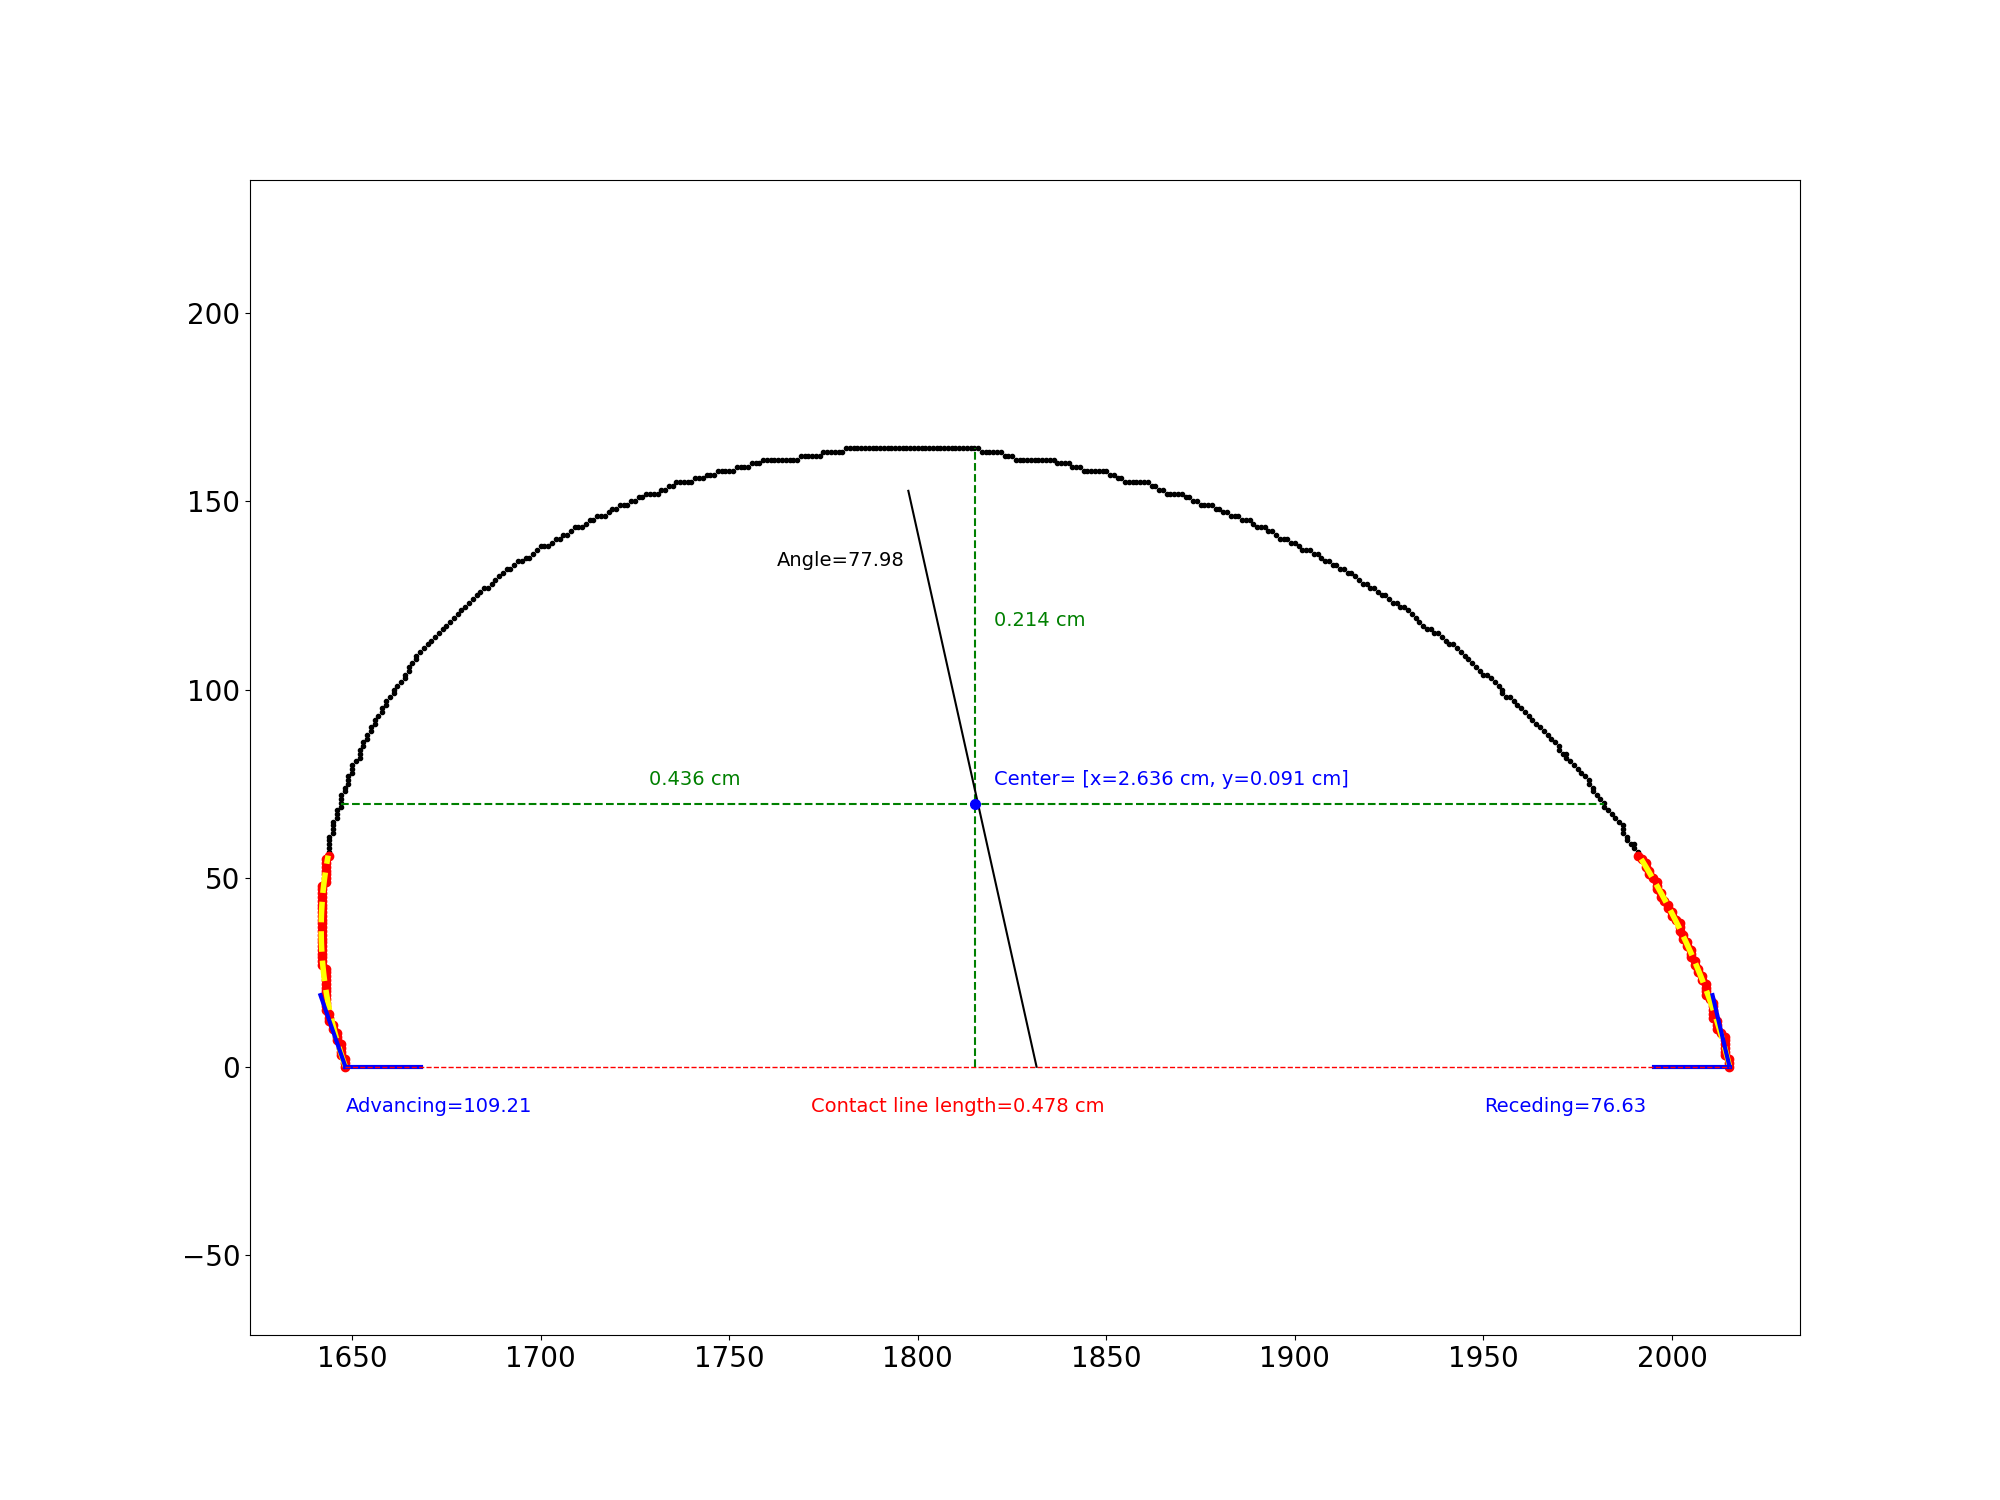 200
150
Angle=77.98
0.214 cm
100
0.436 cm
Center= [x=2.636 cm, y=0.091 cm]
50
0
Advancing=109.21
Contact line length=0.478 cm
Receding=76.63
−50
1650
1700
1750
1800
1850
1900
1950
2000